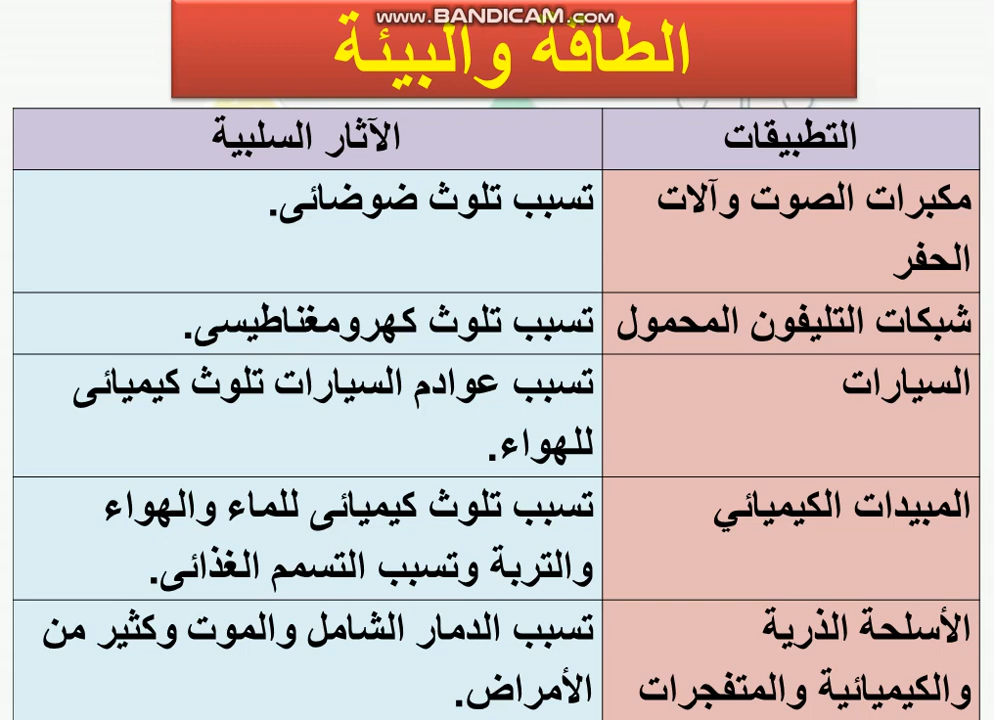 WWW.BANDICAM.COM
الطاقة والبيئة
التطبيقات
الآثار السلبية
مكبرات الصوت وآلات
الحفر
تسبب تلوث ضوضائى.
شبكات التليفون المحمول
تسبب تلوث كهرومغناطيسى.
السيارات
تسبب عوادم السيارات تلوث كيميائى
للهواء.
المبيدات الكيميائي
تسبب تلوث كيميائى للماء والهواء
والتربة وتسبب التسمم الغذائى.
الأسلحة الذرية
والكيميائية والمتفجرات
تسبب الدمار الشامل والموت وكثير من
الأمراض.